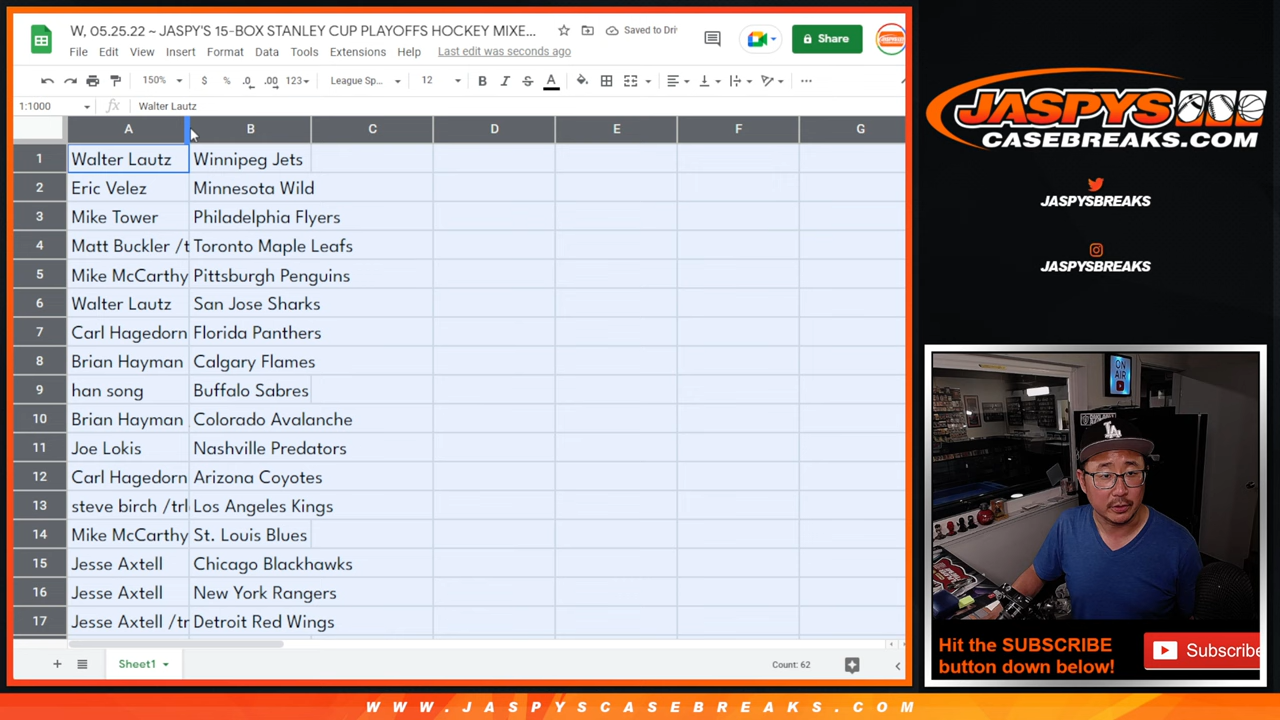 W, 05.25.22 ~ JASPY'S 15-BOX STANLEY CUP PLAYOFFS HOCKEY MIXE...
Saved to Dri
Share
File Edit View Insert Format Data Tools Extensions Help Last edit was seconds ago
150% $ % .0 .00 123 League Sp... 12 B I S A
1:1000 fx Walter Lautz
A B C D E F G
1 Walter Lautz Winnipeg Jets
2 Eric Velez Minnesota Wild
3 Mike Tower Philadelphia Flyers
4 Matt Buckler /t Toronto Maple Leafs
5 Mike McCarthy Pittsburgh Penguins
6 Walter Lautz San Jose Sharks
7 Carl Hagedorn Florida Panthers
8 Brian Hayman Calgary Flames
9 han song Buffalo Sabres
10 Brian Hayman Colorado Avalanche
11 Joe Lokis Nashville Predators
12 Carl Hagedorn Arizona Coyotes
13 steve birch /trl Los Angeles Kings
14 Mike McCarthy St. Louis Blues
15 Jesse Axtell Chicago Blackhawks
16 Jesse Axtell New York Rangers
17 Jesse Axtell /tr Detroit Red Wings
Sheet1
Count: 62
JASPYS
CASEBREAKS.COM
JASPYSBREAKS
JASPYSBREAKS
ON
AIR
LA
Hit the SUBSCRIBE
button down below!
Subscribe
WWW.JASPYSCASEBREAKS.COM